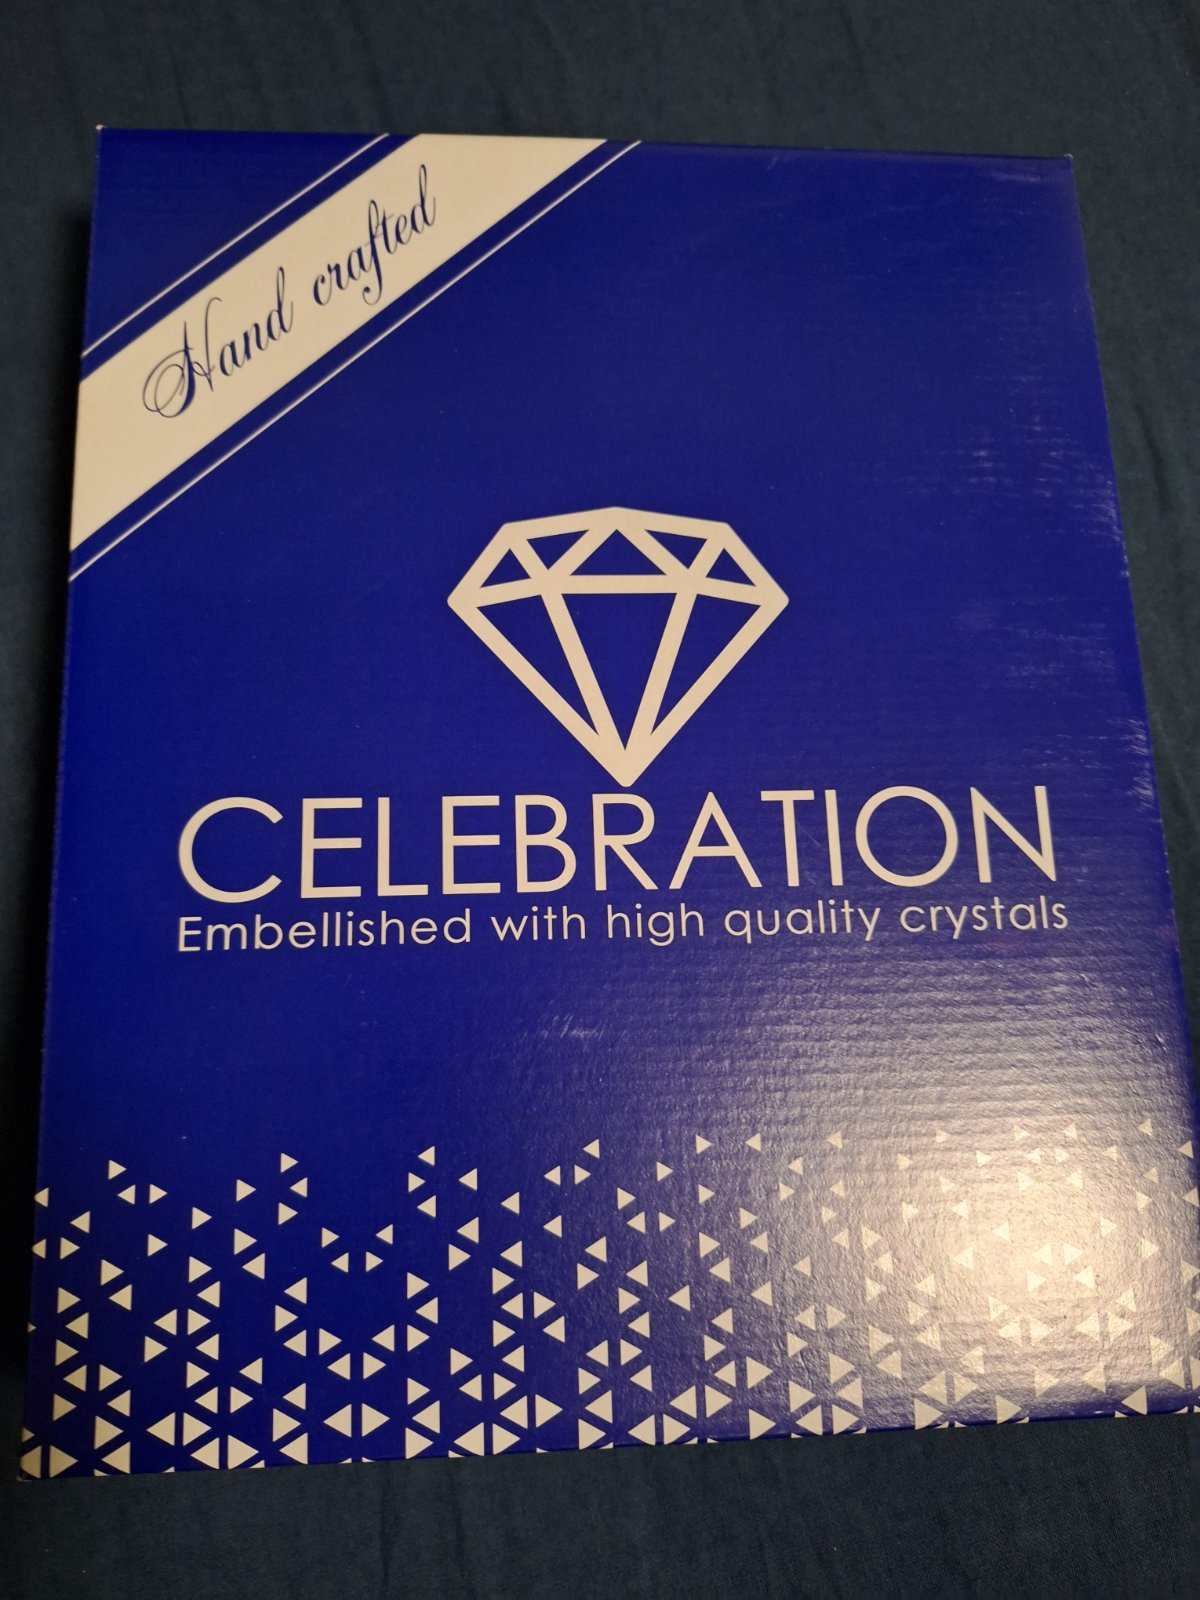 Hand crafted
CELEBRATION
Embellished with high quality crystals